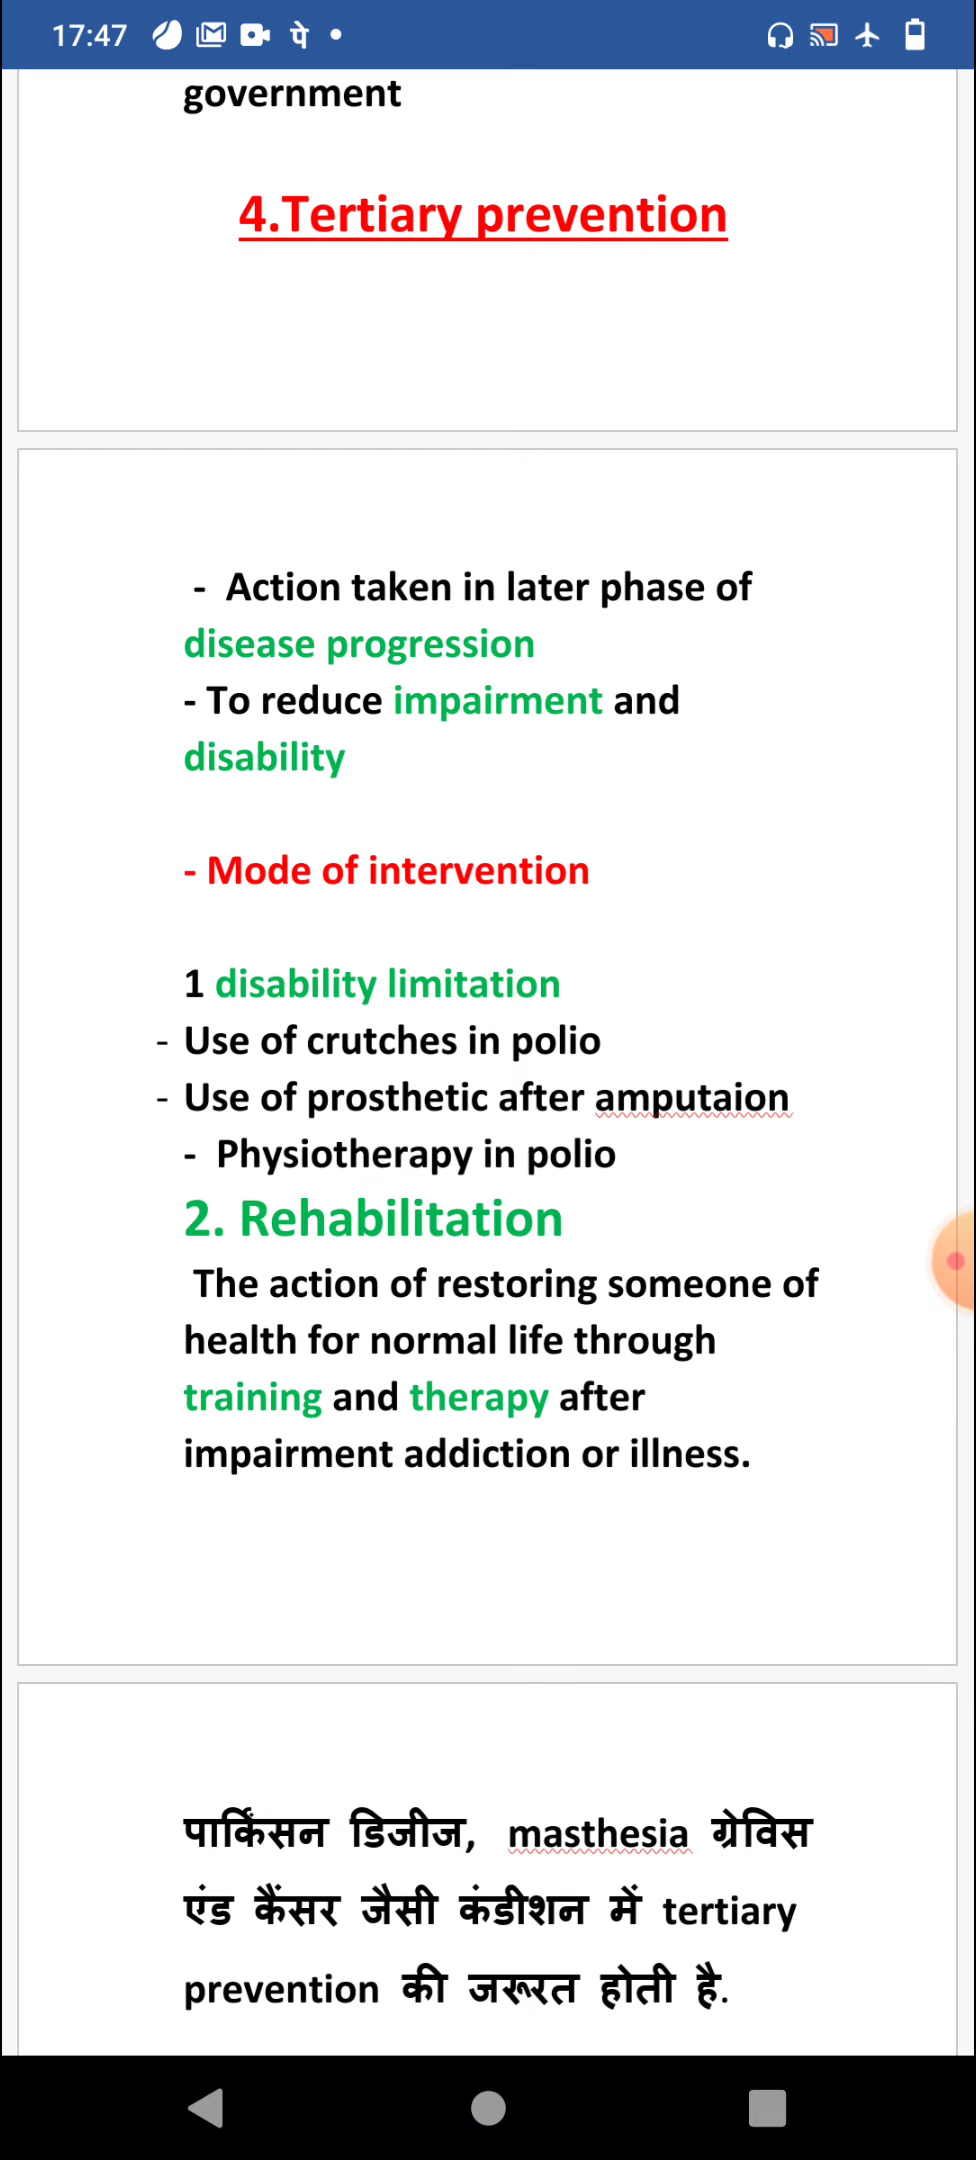 17:47 पे
government
4.Tertiary prevention
- Action taken in later phase of
disease progression
- To reduce impairment and
disability
- Mode of intervention
1 disability limitation
- Use of crutches in polio
- Use of prosthetic after amputaion
- Physiotherapy in polio
2. Rehabilitation
The action of restoring someone of
health for normal life through
training and therapy after
impairment addiction or illness.
पार्किंसन डिजीज, masthesia ग्रेविस
एंड कैंसर जैसी कंडीशन में tertiary
prevention की जरूरत होती है.